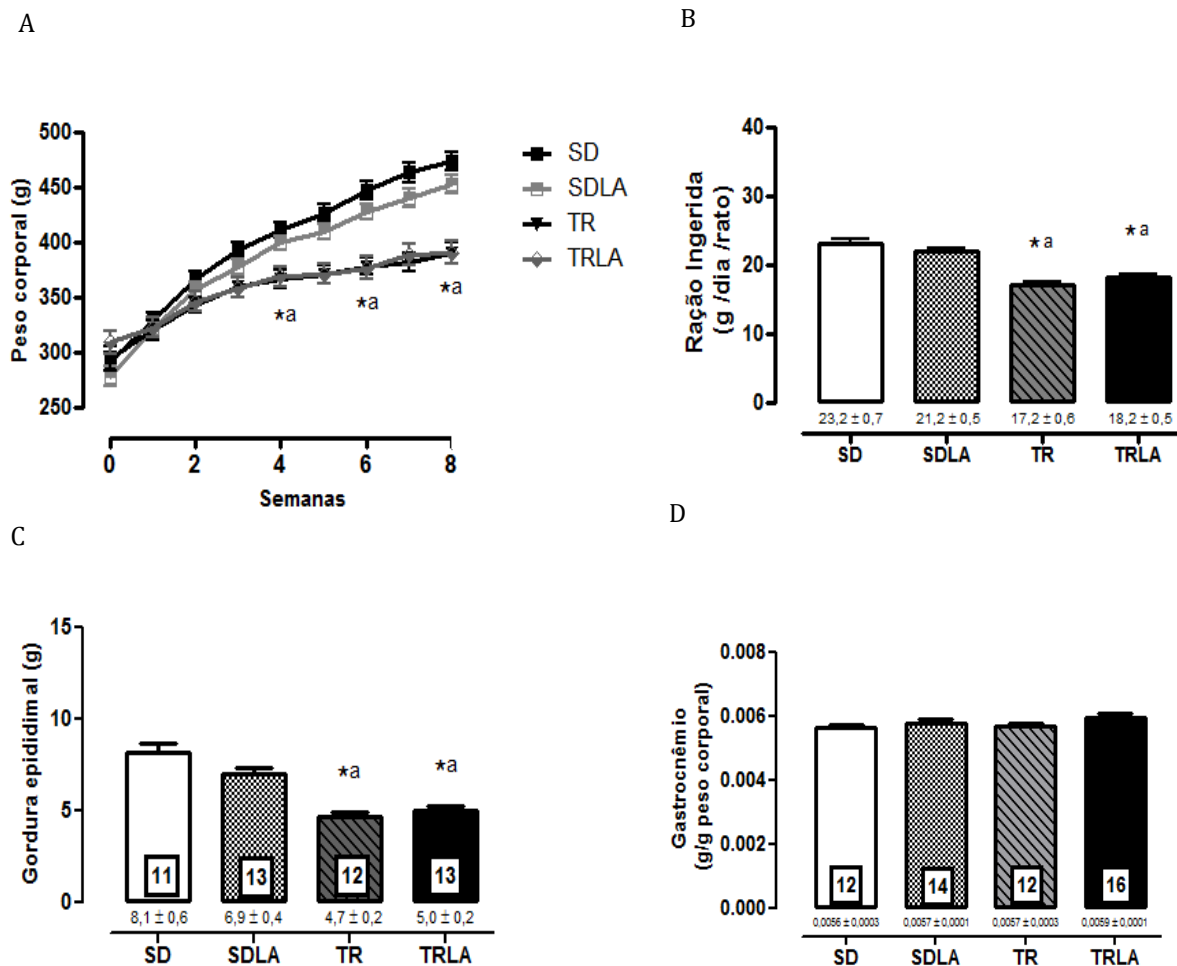 A
Peso corporal (g)
500
450
400
350
300
250
*a
*a
*a
0
2
4
6
8
Semanas
SD
SDLA
TR
TRLA
B
Ração Ingerida
(g /dia /rato)
40
30
20
10
0
*a
*a
23,2 ± 0,7
21,2 ± 0,5
17,2 ± 0,6
18,2 ± 0,5
SD
SDLA
TR
TRLA
C
Gordura epididimal (g)
15
10
5
0
*a
*a
11
13
12
13
8,1 ± 0,6
6,9 ± 0,4
4,7 ± 0,2
5,0 ± 0,2
SD
SDLA
TR
TRLA
D
Gastrocnêmio
(g/g peso corporal)
0.008
0.006
0.004
0.002
0.000
12
14
12
16
0,0056 ± 0,0003
0,0057 ± 0,0001
0,0057 ± 0,0003
0,0059 ± 0,0001
SD
SDLA
TR
TRLA